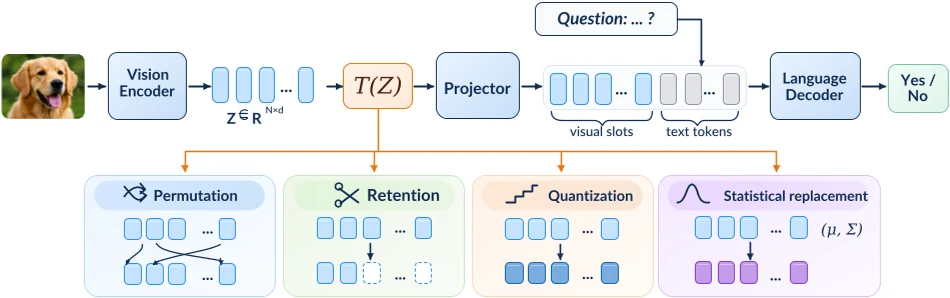 Question: ... ?
Vision
Encoder
...
Z ∈ R^N×d
T(Z)
Projector
...
...
visual slots
text tokens
Language
Decoder
Yes /
No
Permutation
...
...
Retention
...
...
Quantization
...
...
Statistical replacement
...
(μ, Σ)
...